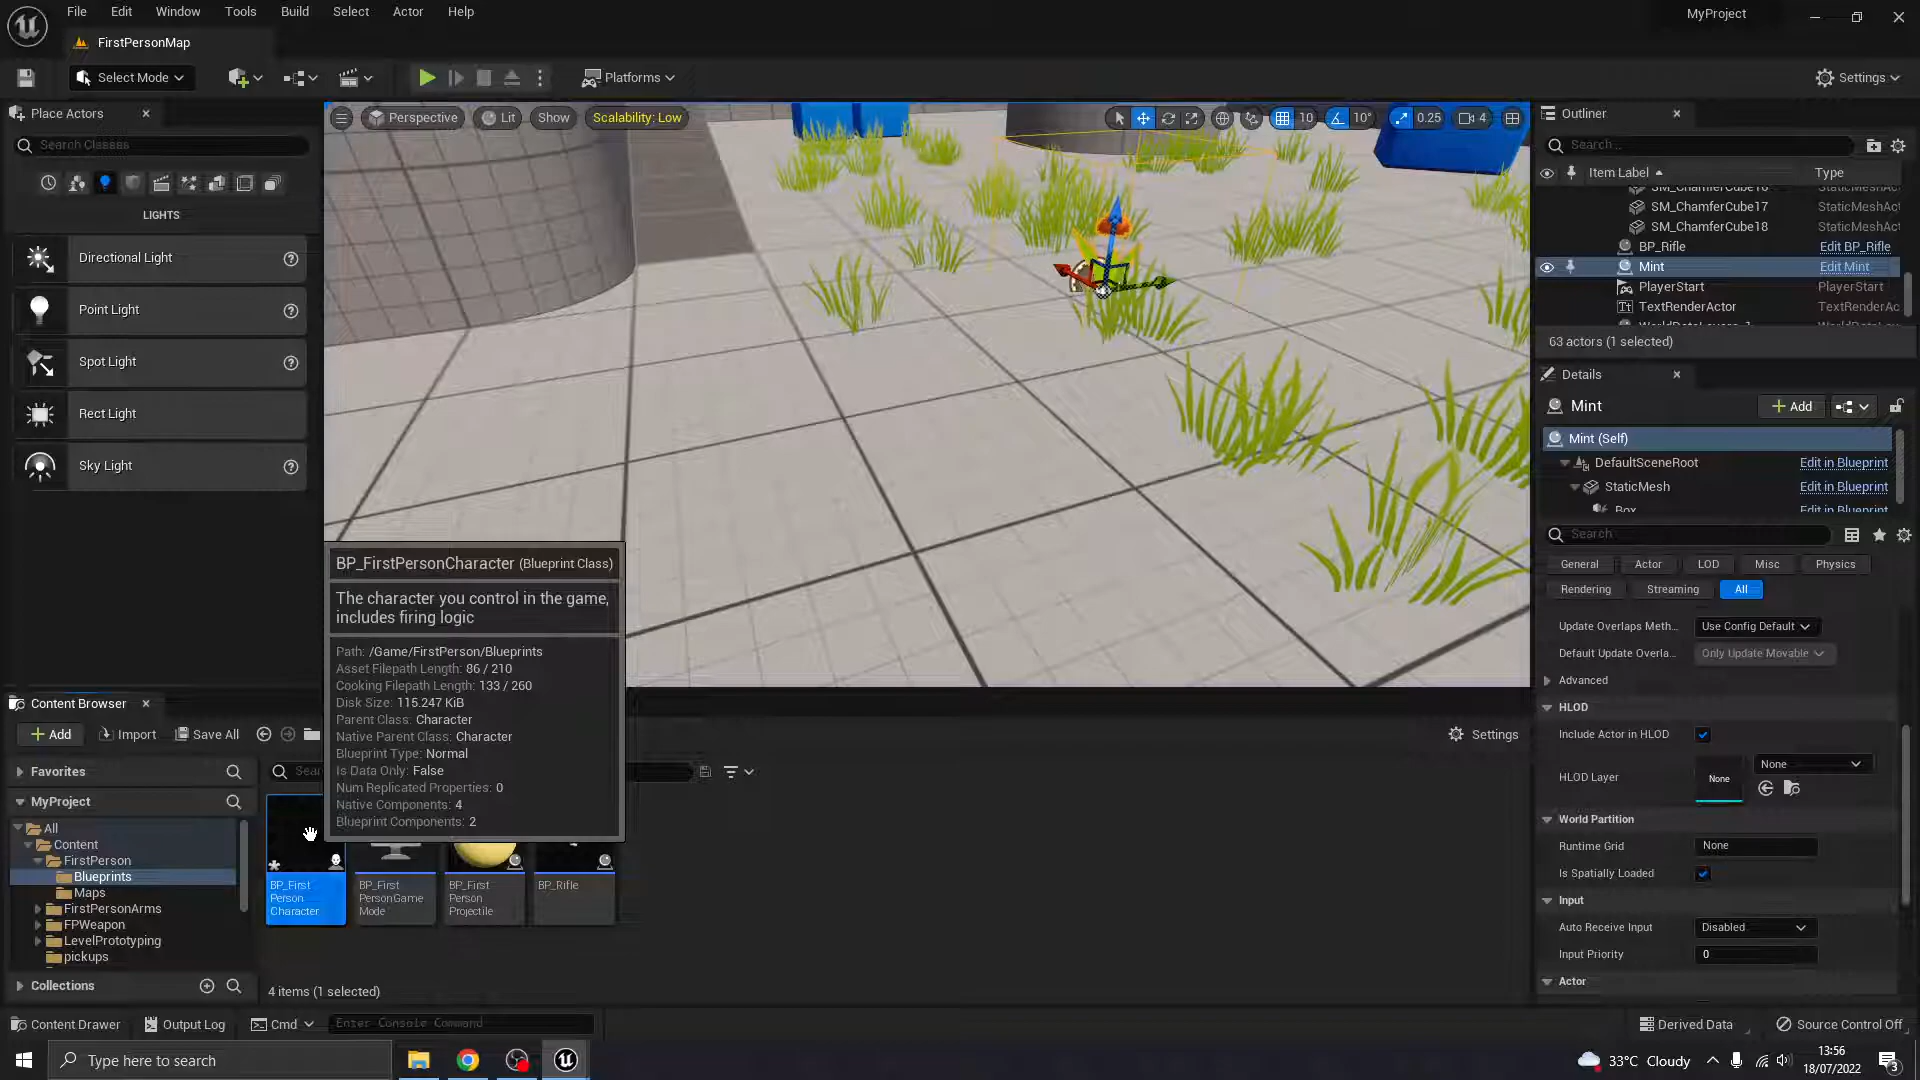 File Edit Window Tools Build Select Actor Help
MyProject
FirstPersonMap
Select Mode
Platforms
Settings
Place Actors
Search Classes
LIGHTS
Directional Light
Point Light
Spot Light
Rect Light
Sky Light
Perspective Lit Show Scalability: Low
10 10° 0.25 4
Outliner
Search...
Item Label Type
SM_ChamferCube17 StaticMeshAct
SM_ChamferCube18 StaticMeshAct
BP_Rifle Edit BP_Rifle
Mint Edit Mint
PlayerStart PlayerStart
TextRenderActor TextRenderAc
63 actors (1 selected)
Details
Mint
Add
Mint (Self)
DefaultSceneRoot Edit in Blueprint
StaticMesh Edit in Blueprint
Box Edit in Blueprint
Search
General Actor LOD Misc Physics
Rendering Streaming All
Update Overlaps Meth... Use Config Default
Default Update Overla... Only Update Movable
Advanced
HLOD
Include Actor in HLOD
HLOD Layer
None
None
World Partition
Runtime Grid None
Is Spatially Loaded
Input
Auto Receive Input Disabled
Input Priority 0
Actor
BP_FirstPersonCharacter (Blueprint Class)
The character you control in the game,
includes firing logic
Path: /Game/FirstPerson/Blueprints
Asset Filepath Length: 86 / 210
Cooking Filepath Length: 133 / 260
Disk Size: 115.247 KiB
Parent Class: Character
Native Parent Class: Character
Blueprint Type: Normal
Is Data Only: False
Num Replicated Properties: 0
Native Components: 4
Blueprint Components: 2
Content Browser
Add Import Save All
Settings
Favorites
MyProject
All
Content
FirstPerson
Blueprints
Maps
FirstPersonArms
FPWeapon
LevelPrototyping
pickups
Collections
BP_First
Person
Character
BP_First
PersonGame
Mode
BP_First
Person
Projectile
BP_Rifle
4 items (1 selected)
Content Drawer Output Log Cmd Enter Console Command
Derived Data Source Control Off
Type here to search
33°C Cloudy
13:56
18/07/2022
3